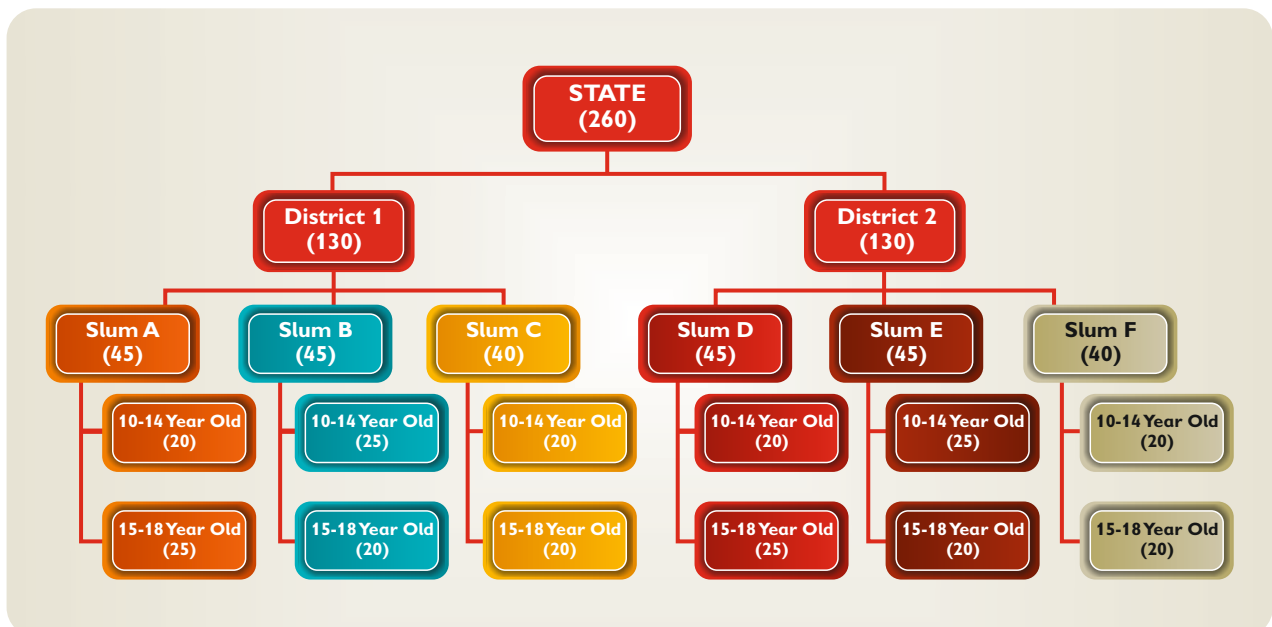 STATE
(260)
District 1
(130)
District 2
(130)
Slum A
(45)
Slum B
(45)
Slum C
(40)
Slum D
(45)
Slum E
(45)
Slum F
(40)
10-14 Year Old
(20)
10-14 Year Old
(25)
10-14 Year Old
(20)
10-14 Year Old
(20)
10-14 Year Old
(25)
10-14 Year Old
(20)
15-18 Year Old
(25)
15-18 Year Old
(20)
15-18 Year Old
(20)
15-18 Year Old
(25)
15-18 Year Old
(20)
15-18 Year Old
(20)